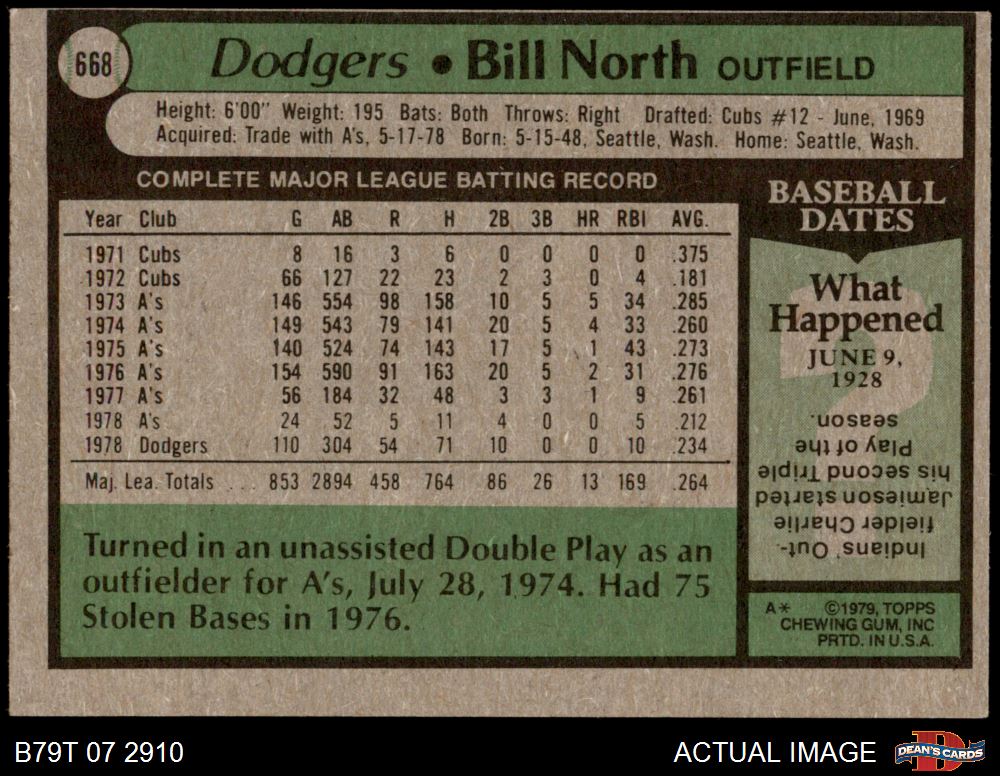 668
Dodgers • Bill North OUTFIELD
Height: 6'00" Weight: 195 Bats: Both Throws: Right Drafted: Cubs #12 - June, 1969
Acquired: Trade with A's, 5-17-78 Born: 5-15-48, Seattle, Wash. Home: Seattle, Wash.
COMPLETE MAJOR LEAGUE BATTING RECORD
Year Club G AB R H 2B 3B HR RBI AVG.
1971 Cubs 8 16 3 6 0 0 0 0 .375
1972 Cubs 66 127 22 23 2 3 0 4 .181
1973 A's 146 554 98 158 10 5 5 34 .285
1974 A's 149 543 79 141 20 5 4 33 .260
1975 A's 140 524 74 143 17 5 1 43 .273
1976 A's 154 590 91 163 20 5 2 31 .276
1977 A's 56 184 32 48 3 3 1 9 .261
1978 A's 24 52 5 11 4 0 0 5 .212
1978 Dodgers 110 304 54 71 10 0 0 10 .234
Maj. Lea. Totals ... 853 2894 458 764 86 26 13 169 .264
Turned in an unassisted Double Play as an
outfielder for A's, July 28, 1974. Had 75
Stolen Bases in 1976.
BASEBALL
DATES
What
Happened
JUNE 9,
1928
Indians' Out-
fielder Charlie
Jamieson started
his second Triple
Play of the
season.
A* ©1979, TOPPS
CHEWING GUM, INC
PRTD. IN U.S.A.
B79T 07 2910
ACTUAL IMAGE
DEAN'S CARDS